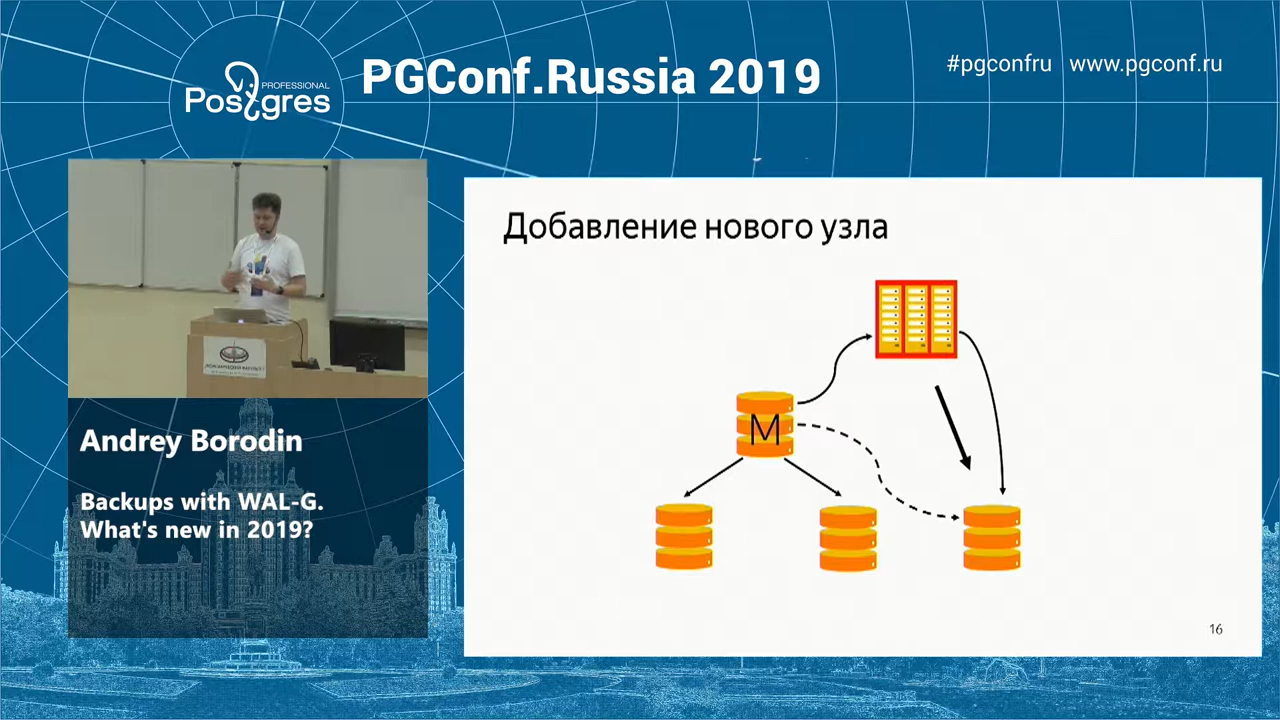 PROFESSIONAL
Postgres
PGConf.Russia 2019
#pgconfru www.pgconf.ru
Andrey Borodin
Backups with WAL-G.
What's new in 2019?
Добавление нового узла
M
16